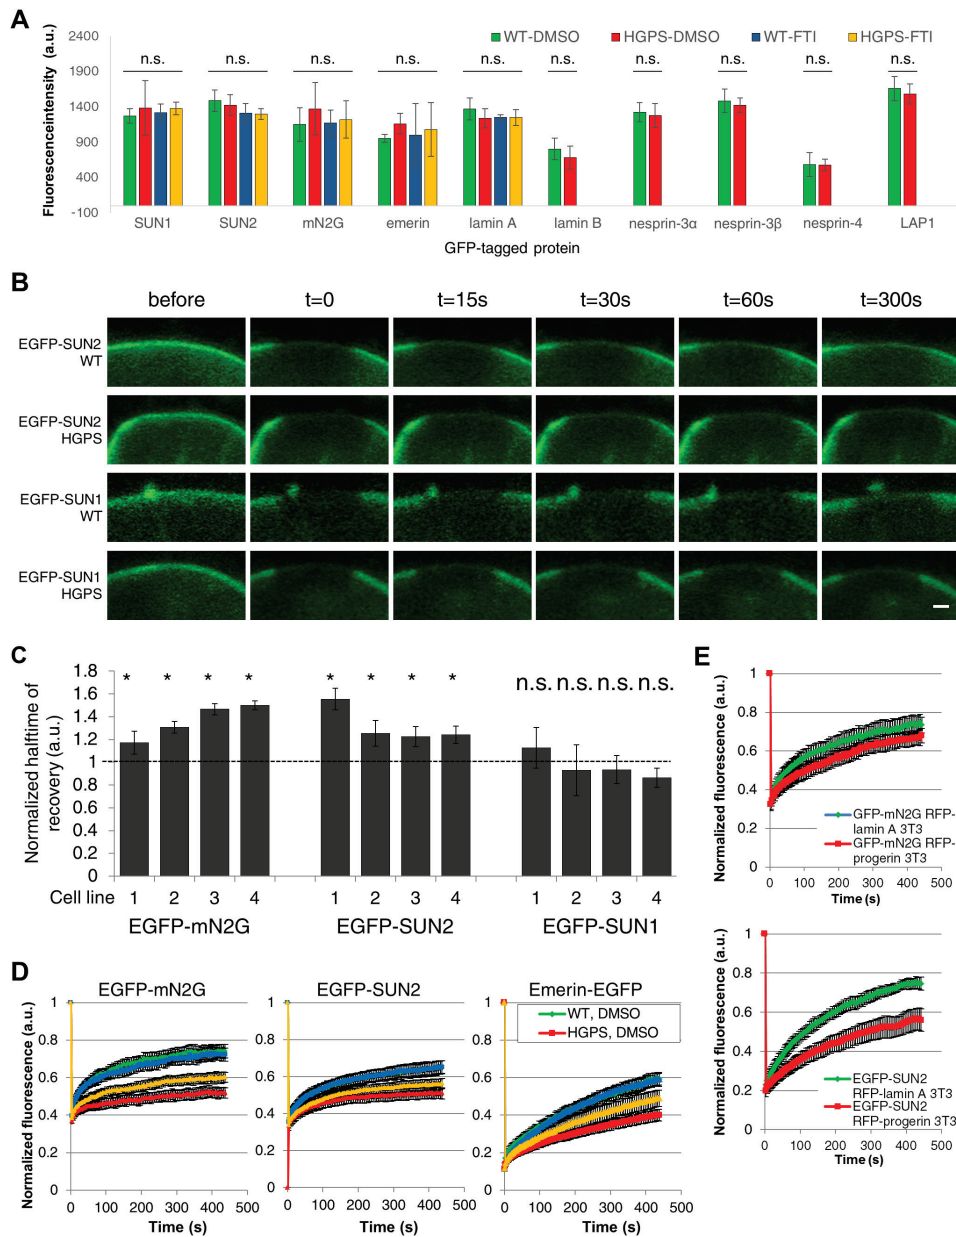 A
Fluorescenceintensity (a.u.)
2400
1900
1400
900
400
-100
WT-DMSO HGPS-DMSO WT-FTI HGPS-FTI
n.s. n.s. n.s. n.s. n.s. n.s. n.s. n.s. n.s. n.s.
SUN1 SUN2 mN2G emerin lamin A lamin B nesprin-3α nesprin-3β nesprin-4 LAP1
GFP-tagged protein
B
before t=0 t=15s t=30s t=60s t=300s
EGFP-SUN2
WT
EGFP-SUN2
HGPS
EGFP-SUN1
WT
EGFP-SUN1
HGPS
C
Normalized halftime of
recovery (a.u.)
1.8
1.6
1.4
1.2
1
0.8
0.6
0.4
0.2
0
* * * * * * * * n.s. n.s. n.s. n.s.
Cell line 1 2 3 4 1 2 3 4 1 2 3 4
EGFP-mN2G EGFP-SUN2 EGFP-SUN1
D
Normalized fluorescence (a.u.)
EGFP-mN2G
1
0.8
0.6
0.4
0.2
0
0 100 200 300 400 500
Time (s)
EGFP-SUN2
1
0.8
0.6
0.4
0.2
0
0 100 200 300 400 500
Time (s)
Emerin-EGFP
WT, DMSO
HGPS, DMSO
1
0.8
0.6
0.4
0.2
0
0 100 200 300 400 500
Time (s)
E
Normalized fluorescence (a.u.)
1
0.8
0.6
0.4
0.2
0
GFP-mN2G RFP-
lamin A 3T3
GFP-mN2G RFP-
progerin 3T3
0 100 200 300 400 500
Time (s)
Normalized fluorescence (a.u.)
1
0.8
0.6
0.4
0.2
0
EGFP-SUN2
RFP-lamin A 3T3
EGFP-SUN2
RFP-progerin 3T3
0 100 200 300 400 500
Time (s)